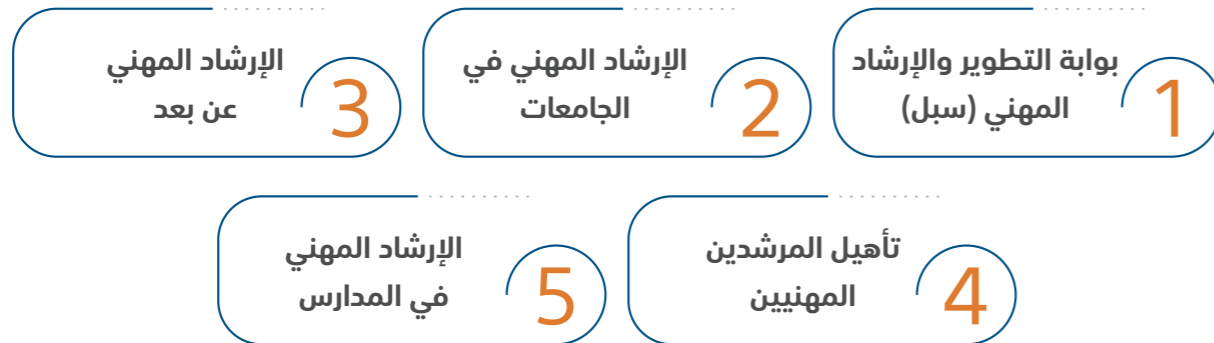 1
بوابة التطوير والإرشاد
المهني (سبل)
2
الإرشاد المهني في
الجامعات
3
الإرشاد المهني
عن بعد
4
تأهيل المرشدين
المهنيين
5
الإرشاد المهني
في المدارس